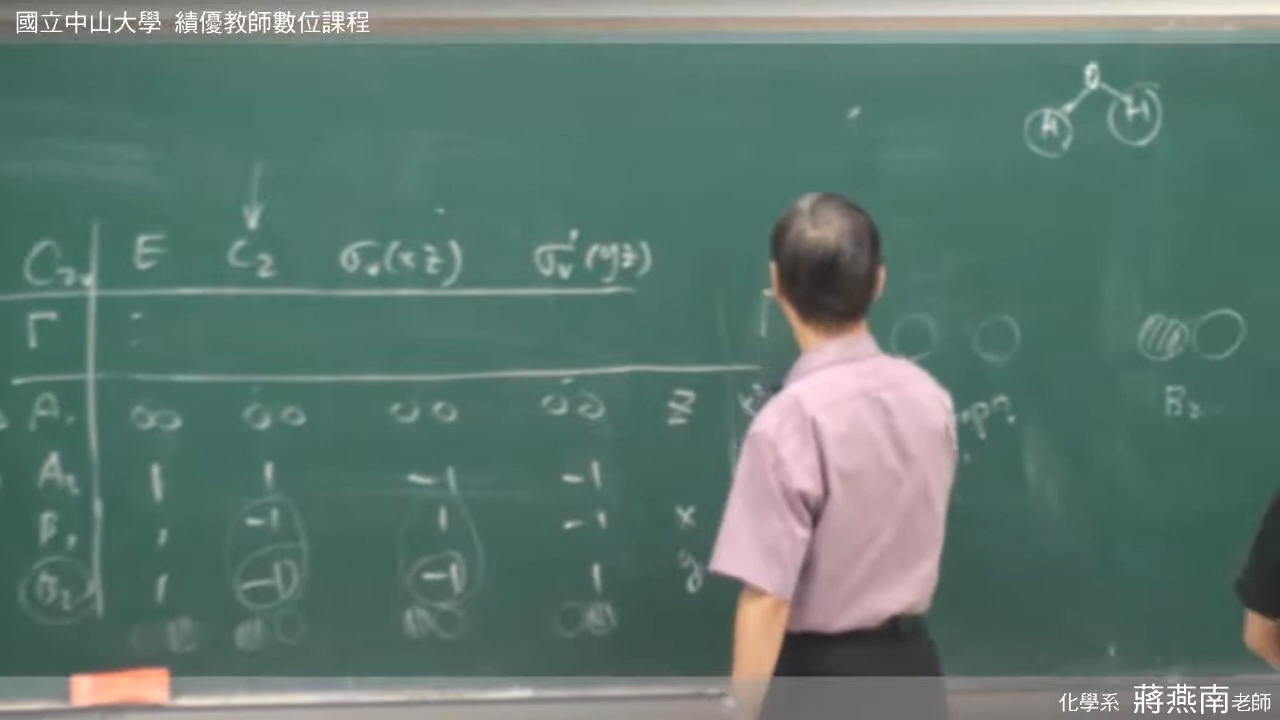 國立中山大學 績優教師數位課程
O
H H
C₂ᵥ E C₂ σᵥ(xz) σᵥ'(yz)
Γ
A₁ z
A₂ 1 1 -1 -1
B₁ 1 -1 1 -1 x
B₂ 1 -1 -1 1 y
B₂
化學系 蔣燕南老師